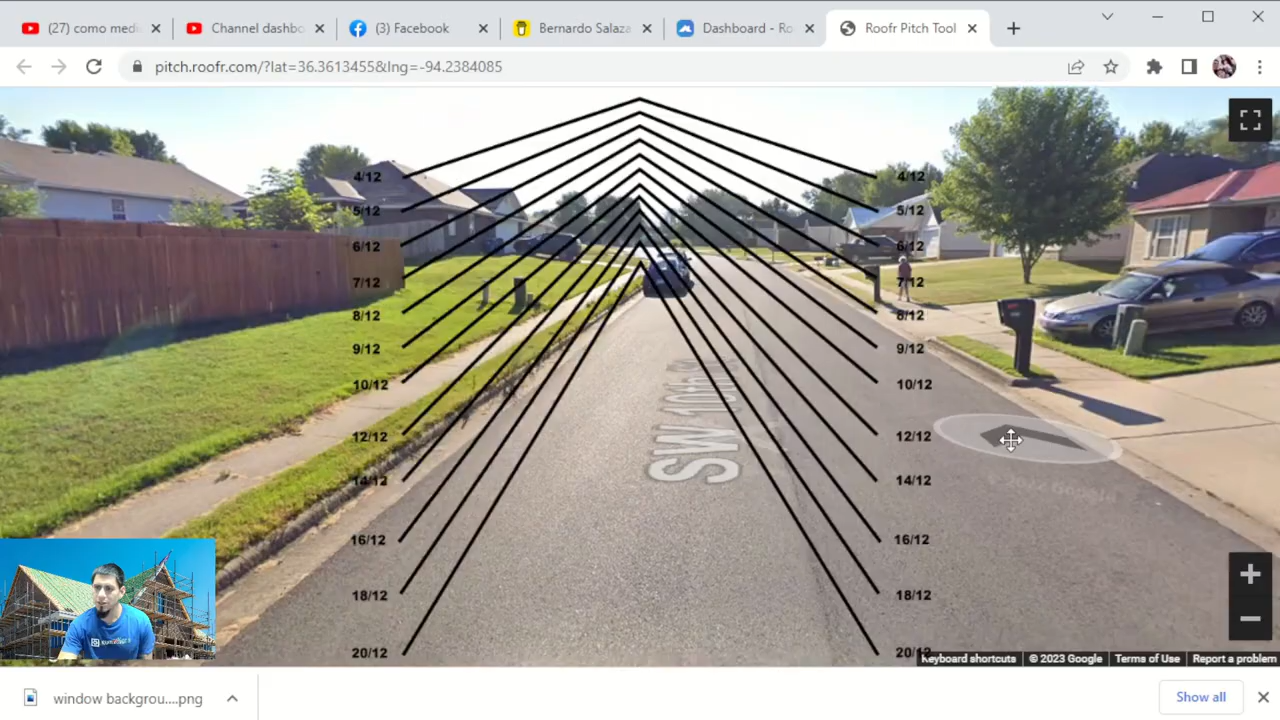 (27) como medi
Channel dashbo
(3) Facebook
Bernardo Salaza
Dashboard - Ro
Roofr Pitch Tool
pitch.roofr.com/?lat=36.3613455&lng=-94.2384085
4/12 4/12
5/12 5/12
6/12 6/12
7/12 7/12
8/12 8/12
9/12 9/12
10/12 10/12
12/12 12/12
14/12 14/12
16/12 16/12
18/12 18/12
20/12 20/12
SW 10th St
Keyboard shortcuts © 2023 Google Terms of Use Report a problem
window backgrou....png
Show all